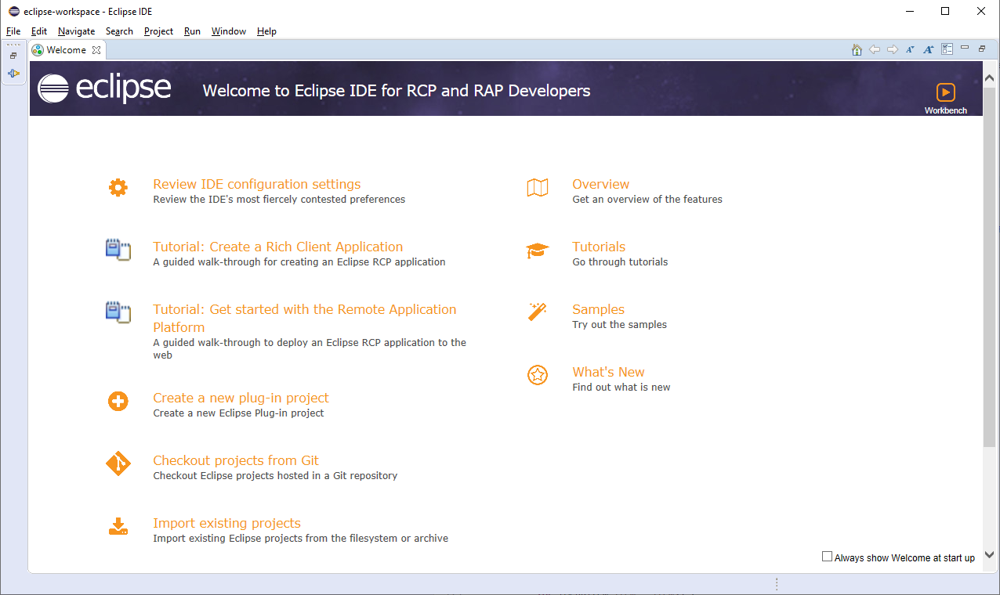 eclipse-workspace - Eclipse IDE
File Edit Navigate Search Project Run Window Help
Welcome
eclipse
Welcome to Eclipse IDE for RCP and RAP Developers
Workbench
Review IDE configuration settings
Review the IDE's most fiercely contested preferences
Tutorial: Create a Rich Client Application
A guided walk-through for creating an Eclipse RCP application
Tutorial: Get started with the Remote Application
Platform
A guided walk-through to deploy an Eclipse RCP application to the
web
Create a new plug-in project
Create a new Eclipse Plug-in project
Checkout projects from Git
Checkout Eclipse projects hosted in a Git repository
Import existing projects
Import existing Eclipse projects from the filesystem or archive
Overview
Get an overview of the features
Tutorials
Go through tutorials
Samples
Try out the samples
What's New
Find out what is new
Always show Welcome at start up